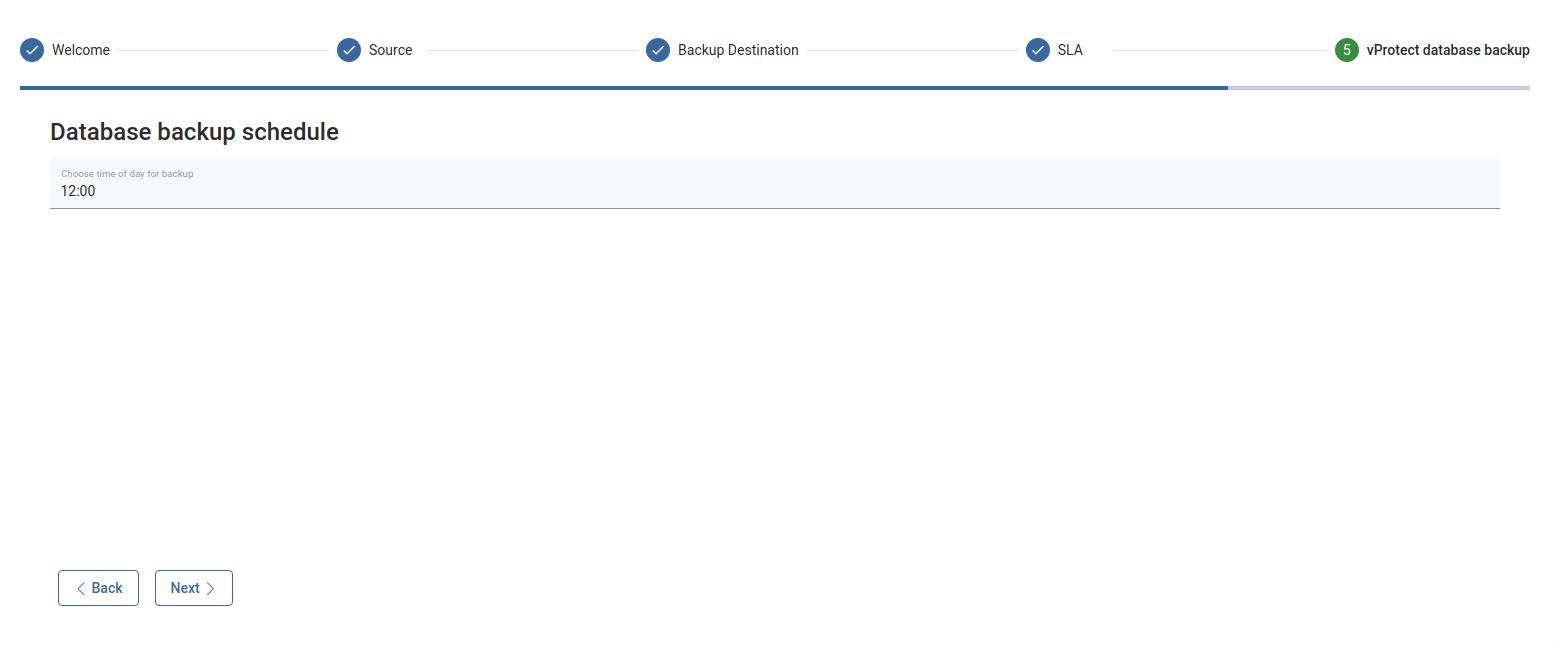 Welcome
Source
Backup Destination
SLA
5 vProtect database backup
Database backup schedule
Choose time of day for backup
12:00
Back
Next